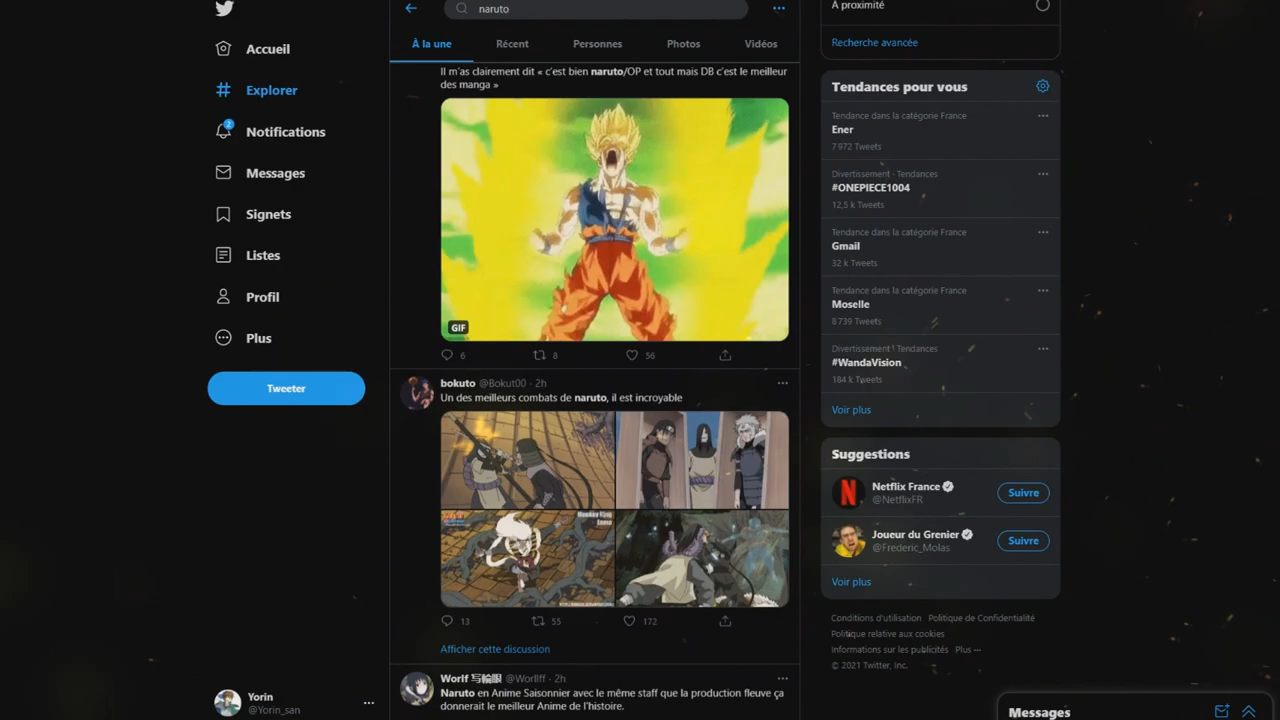 naruto
À la une
Récent
Personnes
Photos
Vidéos
Accueil
Explorer
2
Notifications
Messages
Signets
Listes
Profil
Plus
Tweeter
Yorin
@Yorin_san
Il m'as clairement dit « c'est bien naruto/OP et tout mais DB c'est le meilleur
des manga »
GIF
6
8
56
bokuto @Bokut00 · 2h
Un des meilleurs combats de naruto, il est incroyable
Monkey King
Enma
13
55
172
Afficher cette discussion
Worlf 写輪眼 @Worlff · 2h
Naruto en Anime Saisonnier avec le même staff que la production fleuve ça
donnerait le meilleur Anime de l'histoire.
À proximité
Recherche avancée
Tendances pour vous
Tendance dans la catégorie France
Ener
7 972 Tweets
Divertissement · Tendances
#ONEPIECE1004
12,5 k Tweets
Tendance dans la catégorie France
Gmail
32 k Tweets
Tendance dans la catégorie France
Moselle
8 739 Tweets
Divertissement · Tendances
#WandaVision
184 k Tweets
Voir plus
Suggestions
Netflix France
@NetflixFR
Suivre
Joueur du Grenier
@Frederic_Molas
Suivre
Voir plus
Conditions d'utilisation Politique de Confidentialité
Politique relative aux cookies
Informations sur les publicités Plus ···
© 2021 Twitter, Inc.
Messages